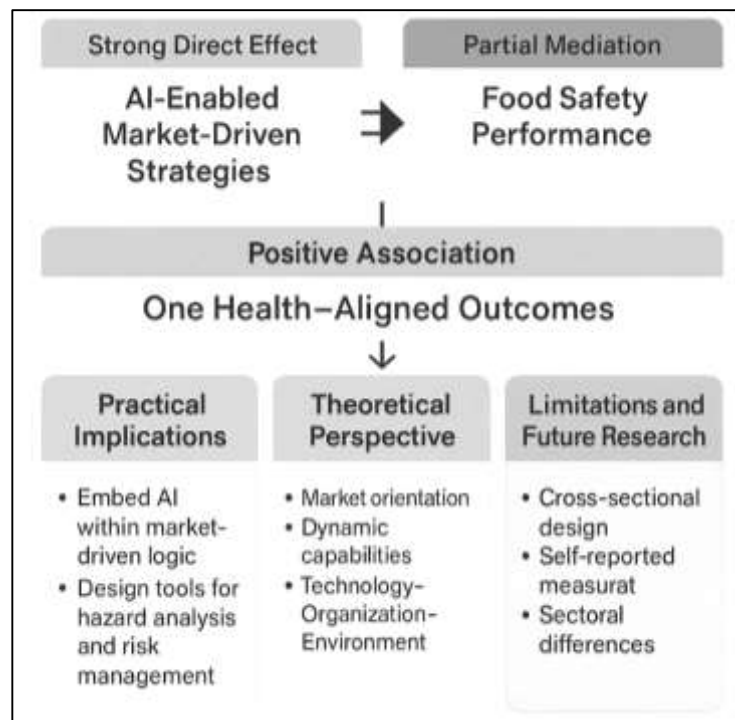 Strong Direct Effect
AI-Enabled
Market-Driven
Strategies
Partial Mediation
Food Safety
Performance
Positive Association
One Health–Aligned Outcomes
Practical
Implications
• Embed AI
within market-
driven logic
• Design tools for
hazard analysis
and risk
management
Theoretical
Perspective
• Market orientation
• Dynamic
capabilities
• Technology–
Organization–
Environment
Limitations and
Future Research
• Cross-sectional
design
• Self-reported
measurat
• Sectoral
differences